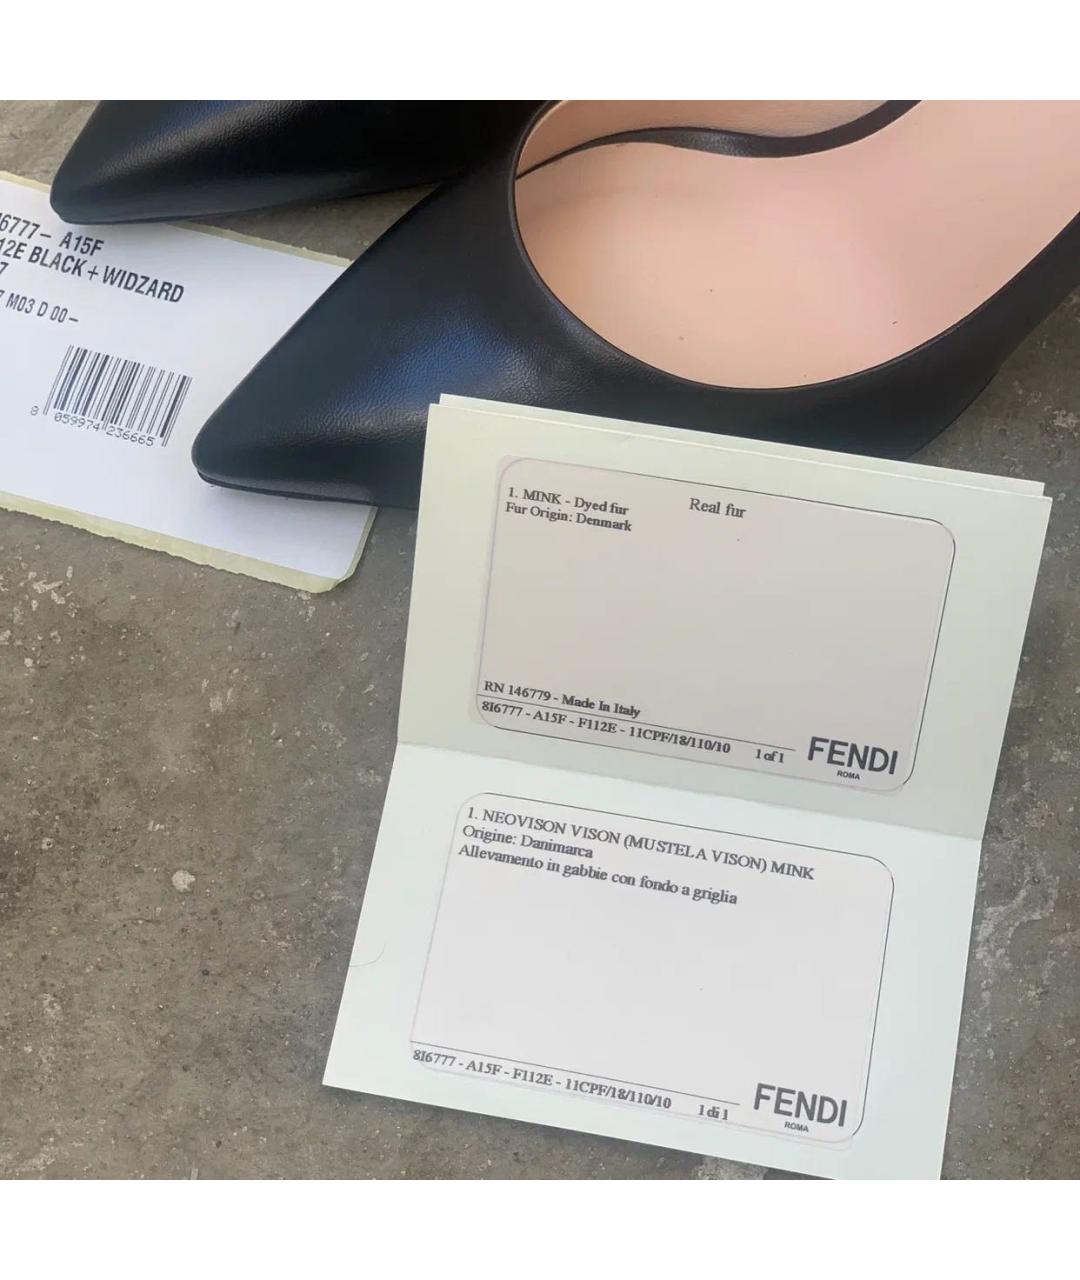 6777- A15F
12E BLACK+WIDZARD
7
7 M03 D 00-
8 059974 236665
1. MINK - Dyed fur Real fur
Fur Origin: Denmark
RN 146779 - Made In Italy
8I6777 - A15F - F112E - 11CPF/18/110/10 1 of 1
FENDI
ROMA
1. NEOVISON VISON (MUSTELA VISON) MINK
Origine: Danimarca
Allevamento in gabbie con fondo a griglia
8I6777 - A15F - F112E - 11CPF/18/110/10 1 di 1
FENDI
ROMA